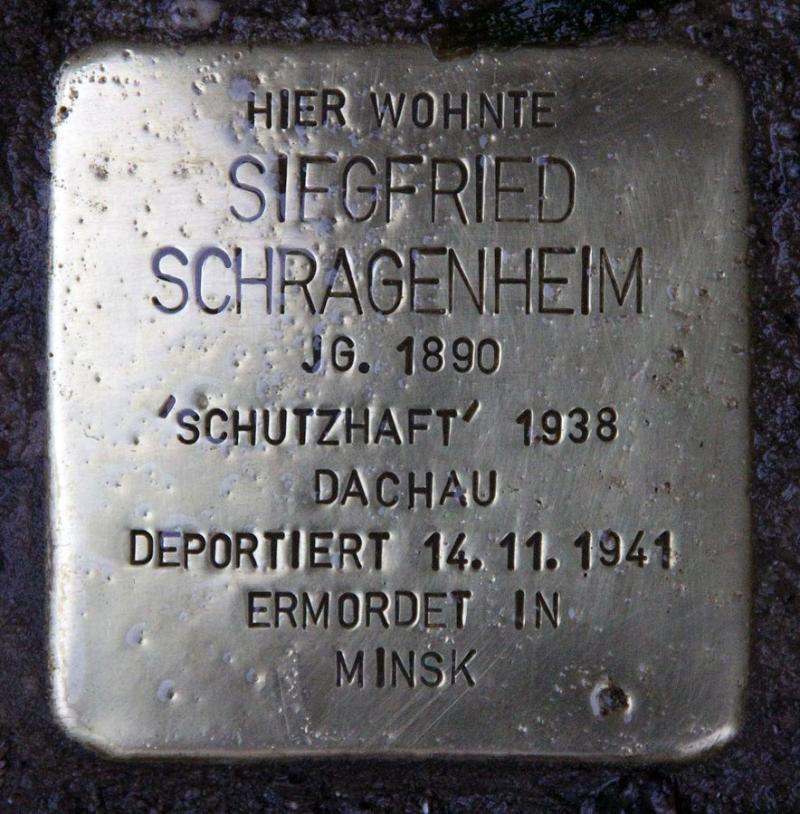 HIER WOHNTE
SIEGFRIED
SCHRAGENHEIM
JG. 1890
'SCHUTZHAFT' 1938
DACHAU
DEPORTIERT 14.11.1941
ERMORDET IN
MINSK